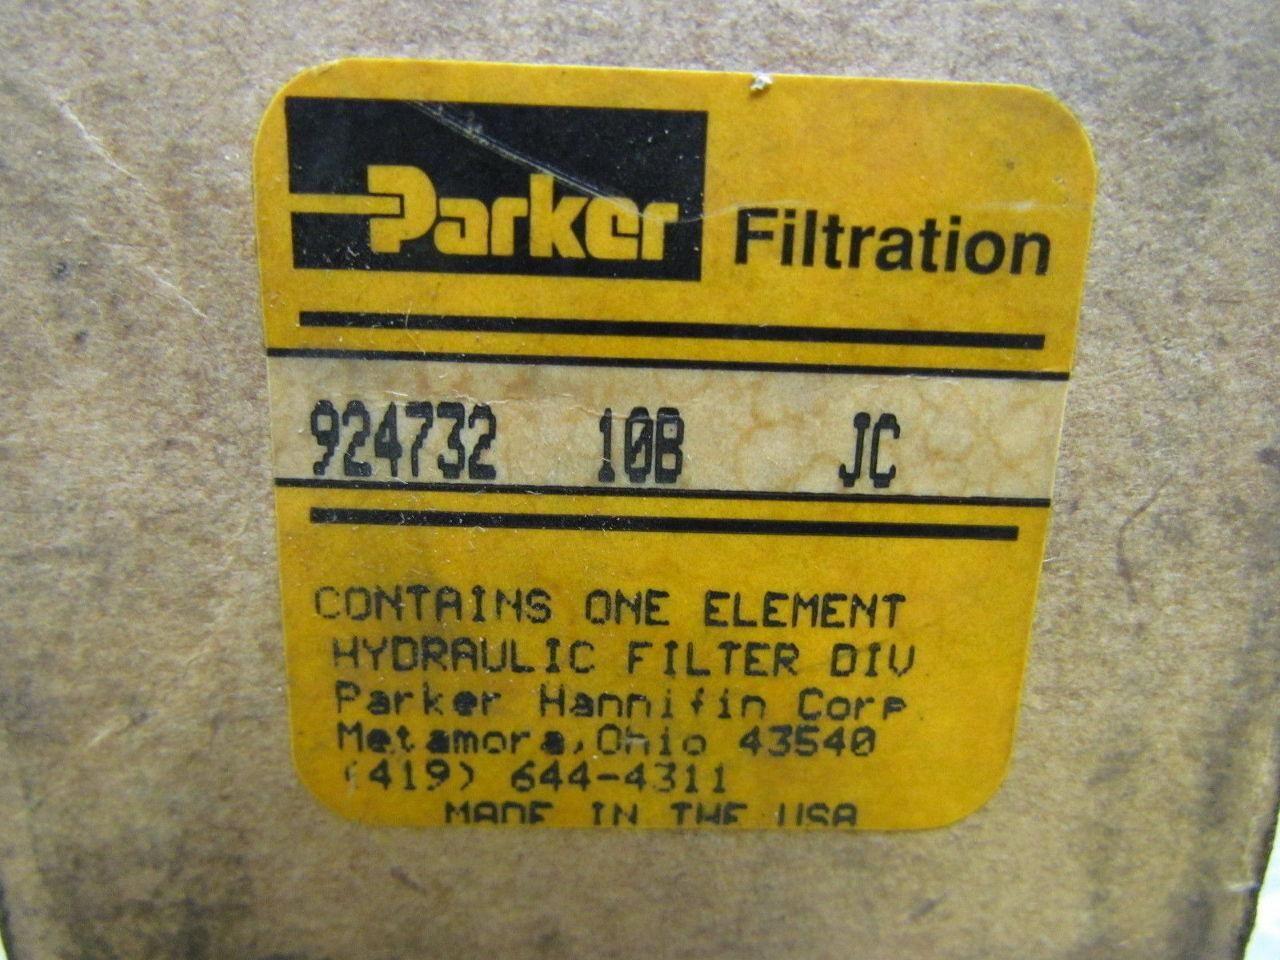 Parker Filtration
924732 10B JC
CONTAINS ONE ELEMENT
HYDRAULIC FILTER DIV
Parker Hannifin Corp
Metamora, Ohio 43540
(419) 644-4311
MADE IN THE USA